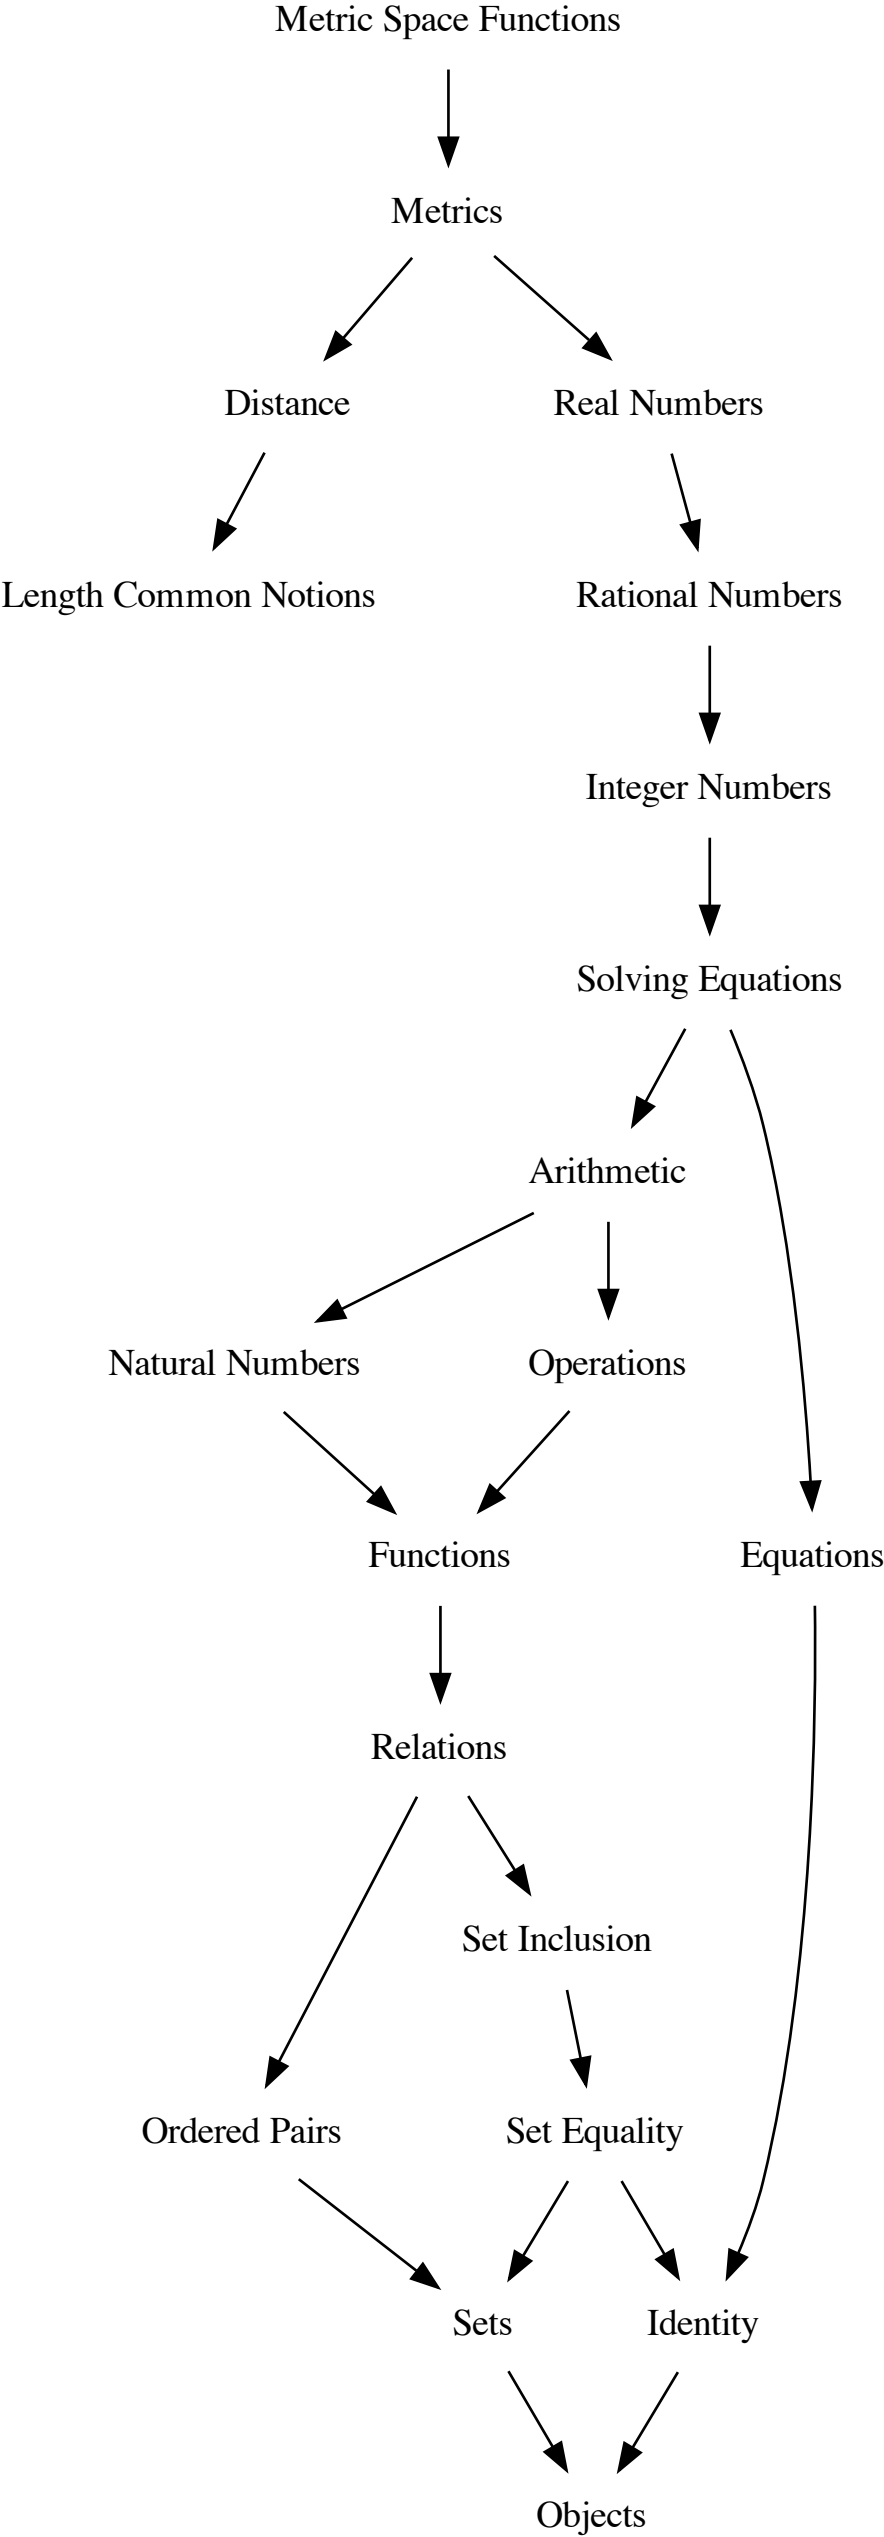 Metric Space Functions
Metrics
Distance
Real Numbers
Length Common Notions
Rational Numbers
Integer Numbers
Solving Equations
Arithmetic
Natural Numbers
Operations
Functions
Equations
Relations
Set Inclusion
Ordered Pairs
Set Equality
Sets
Identity
Objects